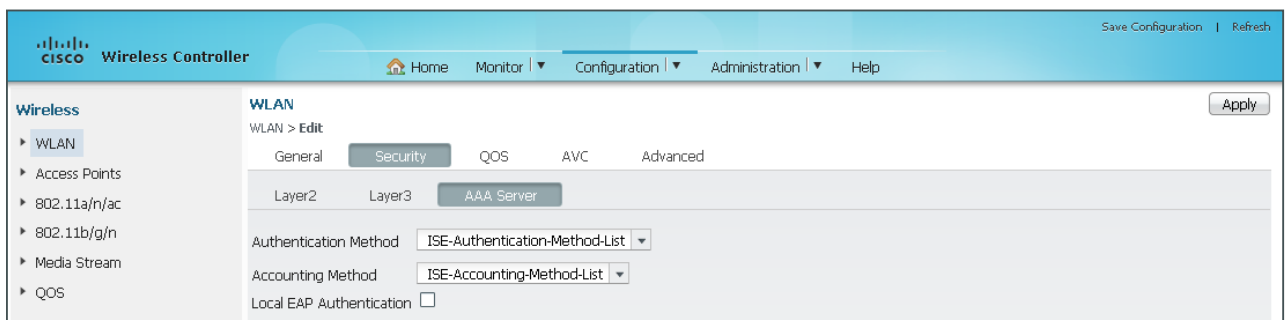 Save Configuration | Refresh
CISCO Wireless Controller
Home Monitor Configuration Administration Help
Wireless
WLAN
Access Points
802.11a/n/ac
802.11b/g/n
Media Stream
QOS
WLAN
Apply
WLAN > Edit
General Security QOS AVC Advanced
Layer2 Layer3 AAA Server
Authentication Method ISE-Authentication-Method-List
Accounting Method ISE-Accounting-Method-List
Local EAP Authentication